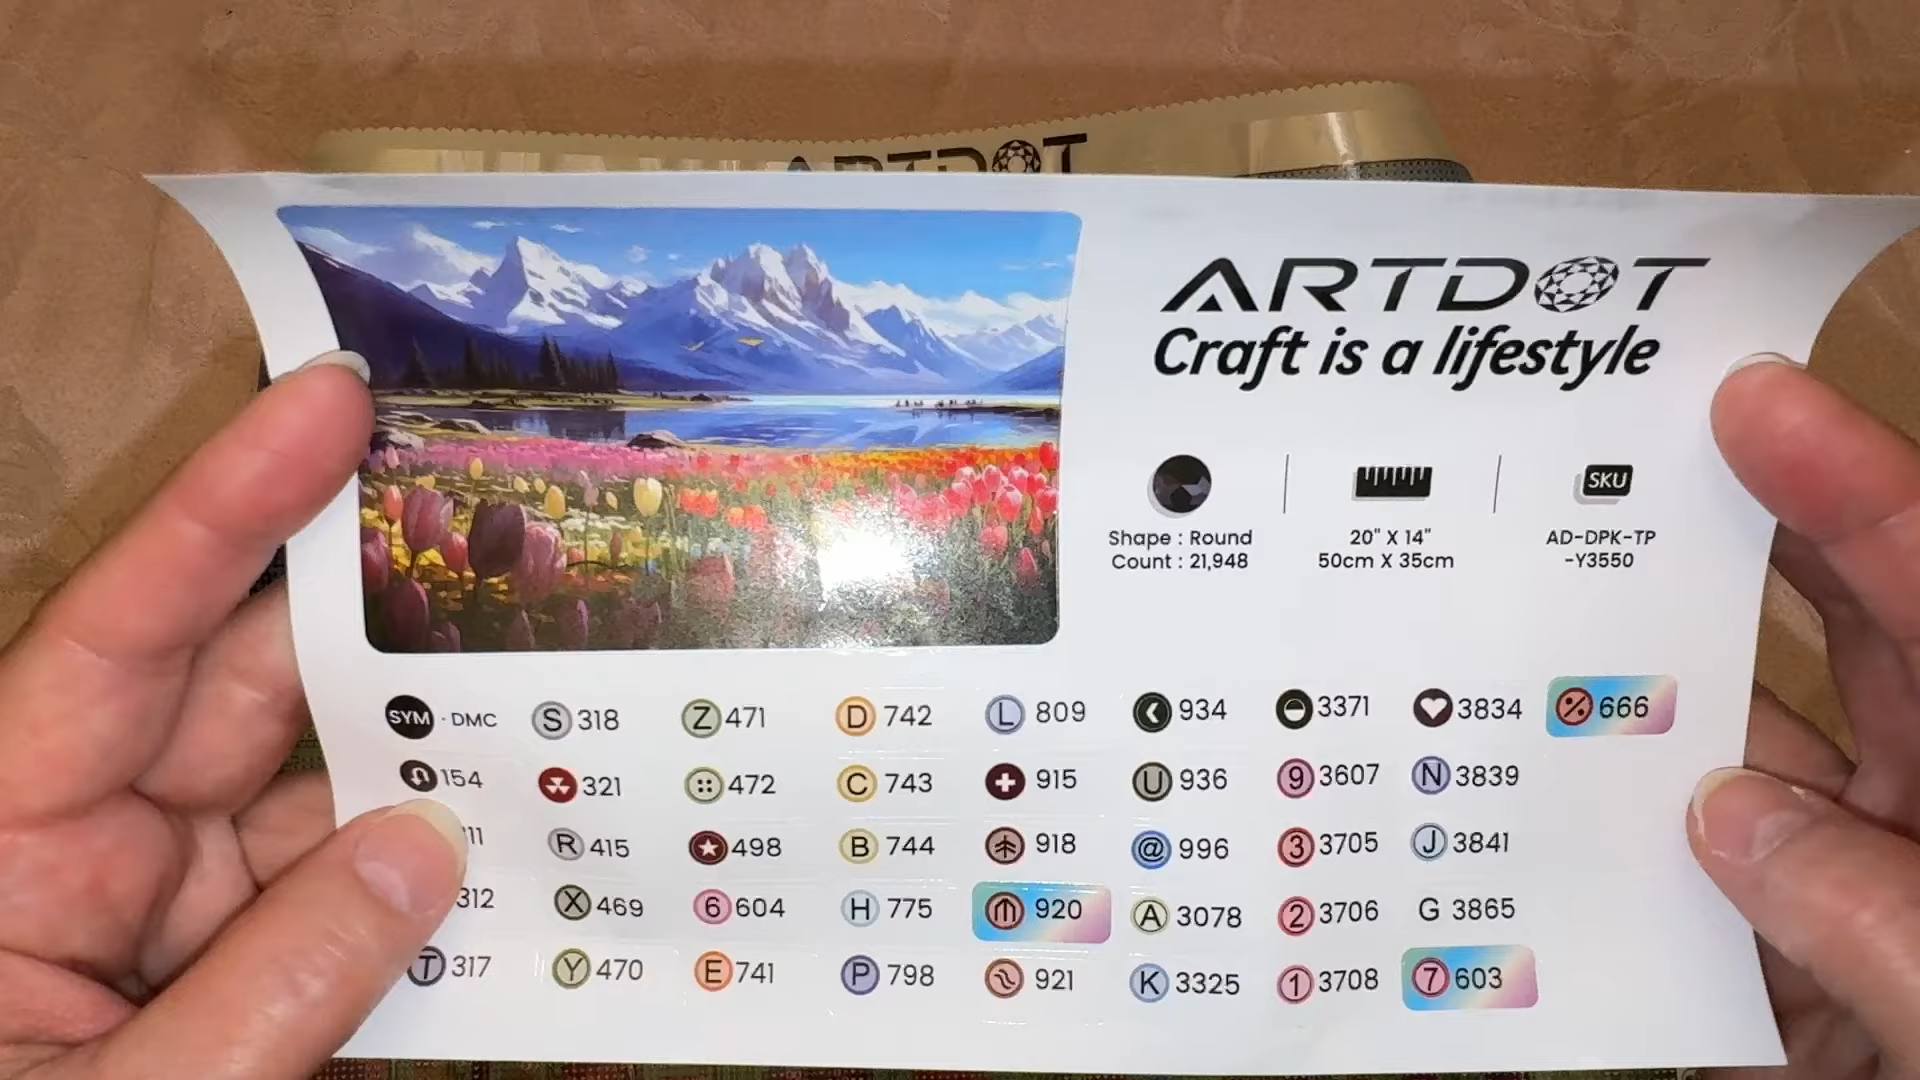 ARTDOT
ARTDOT
Craft is a lifestyle
SKU
Shape : Round
Count : 21,948
20" X 14"
50cm X 35cm
AD-DPK-TP
-Y3550
SYM · DMC S 318 Z 471 D 742 L 809 934 3371 3834 % 666
154 321 472 C 743 915 U 936 9 3607 N 3839
11 R 415 498 B 744 918 @ 996 3 3705 J 3841
312 X 469 6 604 H 775 920 A 3078 2 3706 G 3865
T 317 Y 470 E 741 P 798 921 K 3325 1 3708 7 603